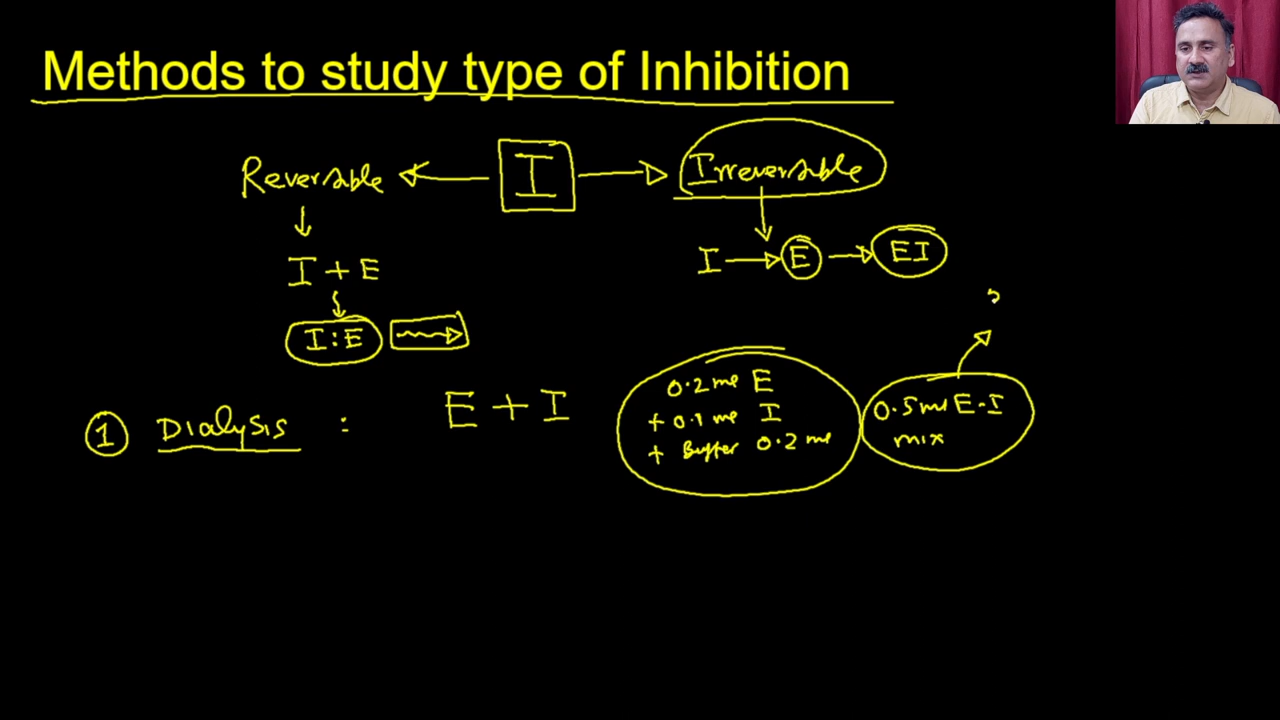 Methods to study type of Inhibition
Reversable I Irreversable
I E EI
I + E
I:E
① Dialysis : E + I
0.2 ml E
+ 0.1 ml I
+ Buffer 0.2 ml
0.5 ml E-I
mix